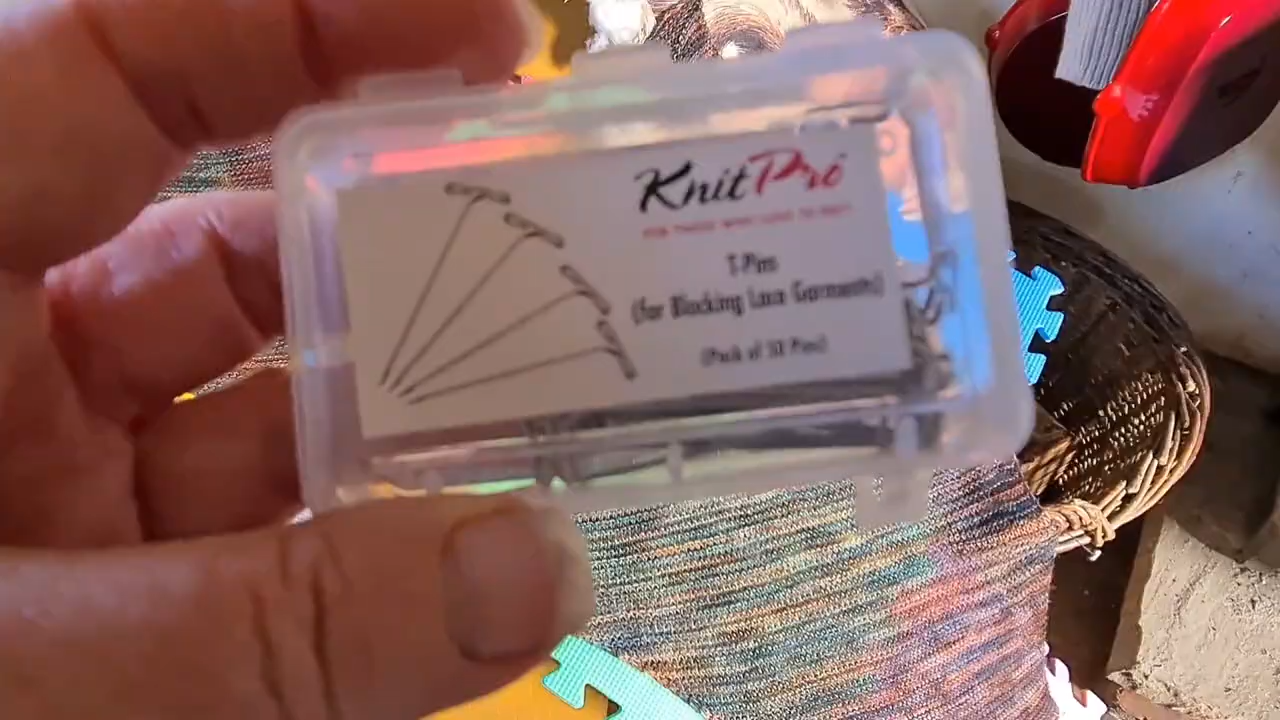 KnitPro
FOR THOSE WHO LOVE TO KNIT
T-Pins
(for Blocking Lace Garments)
(Pack of 50 Pins)